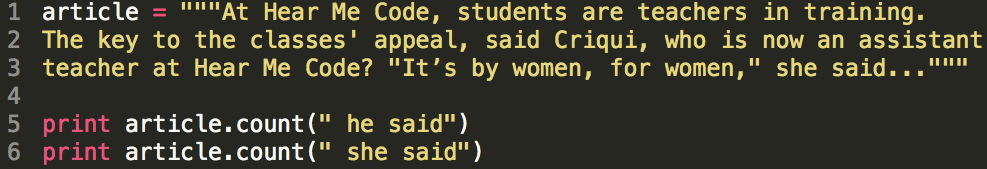 1 article = """At Hear Me Code, students are teachers in training.
2 The key to the classes' appeal, said Criqui, who is now an assistant
3 teacher at Hear Me Code? "It’s by women, for women," she said..."""
4
5 print article.count(" he said")
6 print article.count(" she said")